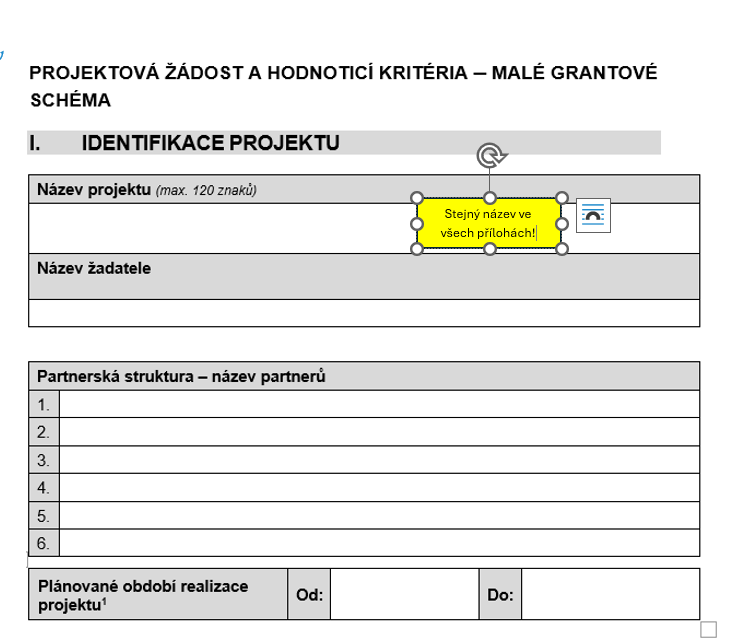 PROJEKTOVÁ ŽÁDOST A HODNOTICÍ KRITÉRIA – MALÉ GRANTOVÉ
SCHÉMA
I. IDENTIFIKACE PROJEKTU
Název projektu (max. 120 znaků)
Stejný název ve
všech přílohách!
Název žadatele
Partnerská struktura – název partnerů
1.
2.
3.
4.
5.
6.
Plánované období realizace
projektu¹ Od: Do: